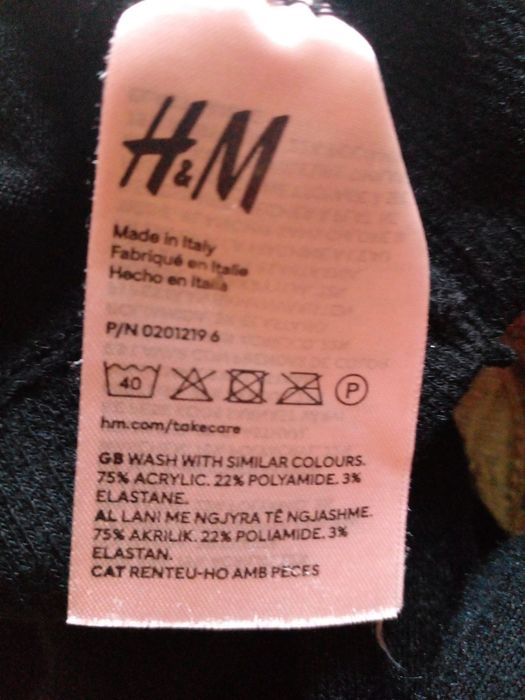 H&M
Made in Italy
Fabriqué en Italie
Hecho en Italia
P/N 0201219 6
40 P
hm.com/takecare
GB WASH WITH SIMILAR COLOURS.
75% ACRYLIC. 22% POLYAMIDE. 3%
ELASTANE.
AL LANI ME NGJYRA TË NGJASHME.
75% AKRILIK. 22% POLIAMIDE. 3%
ELASTAN.
CAT RENTEU-HO AMB PECES